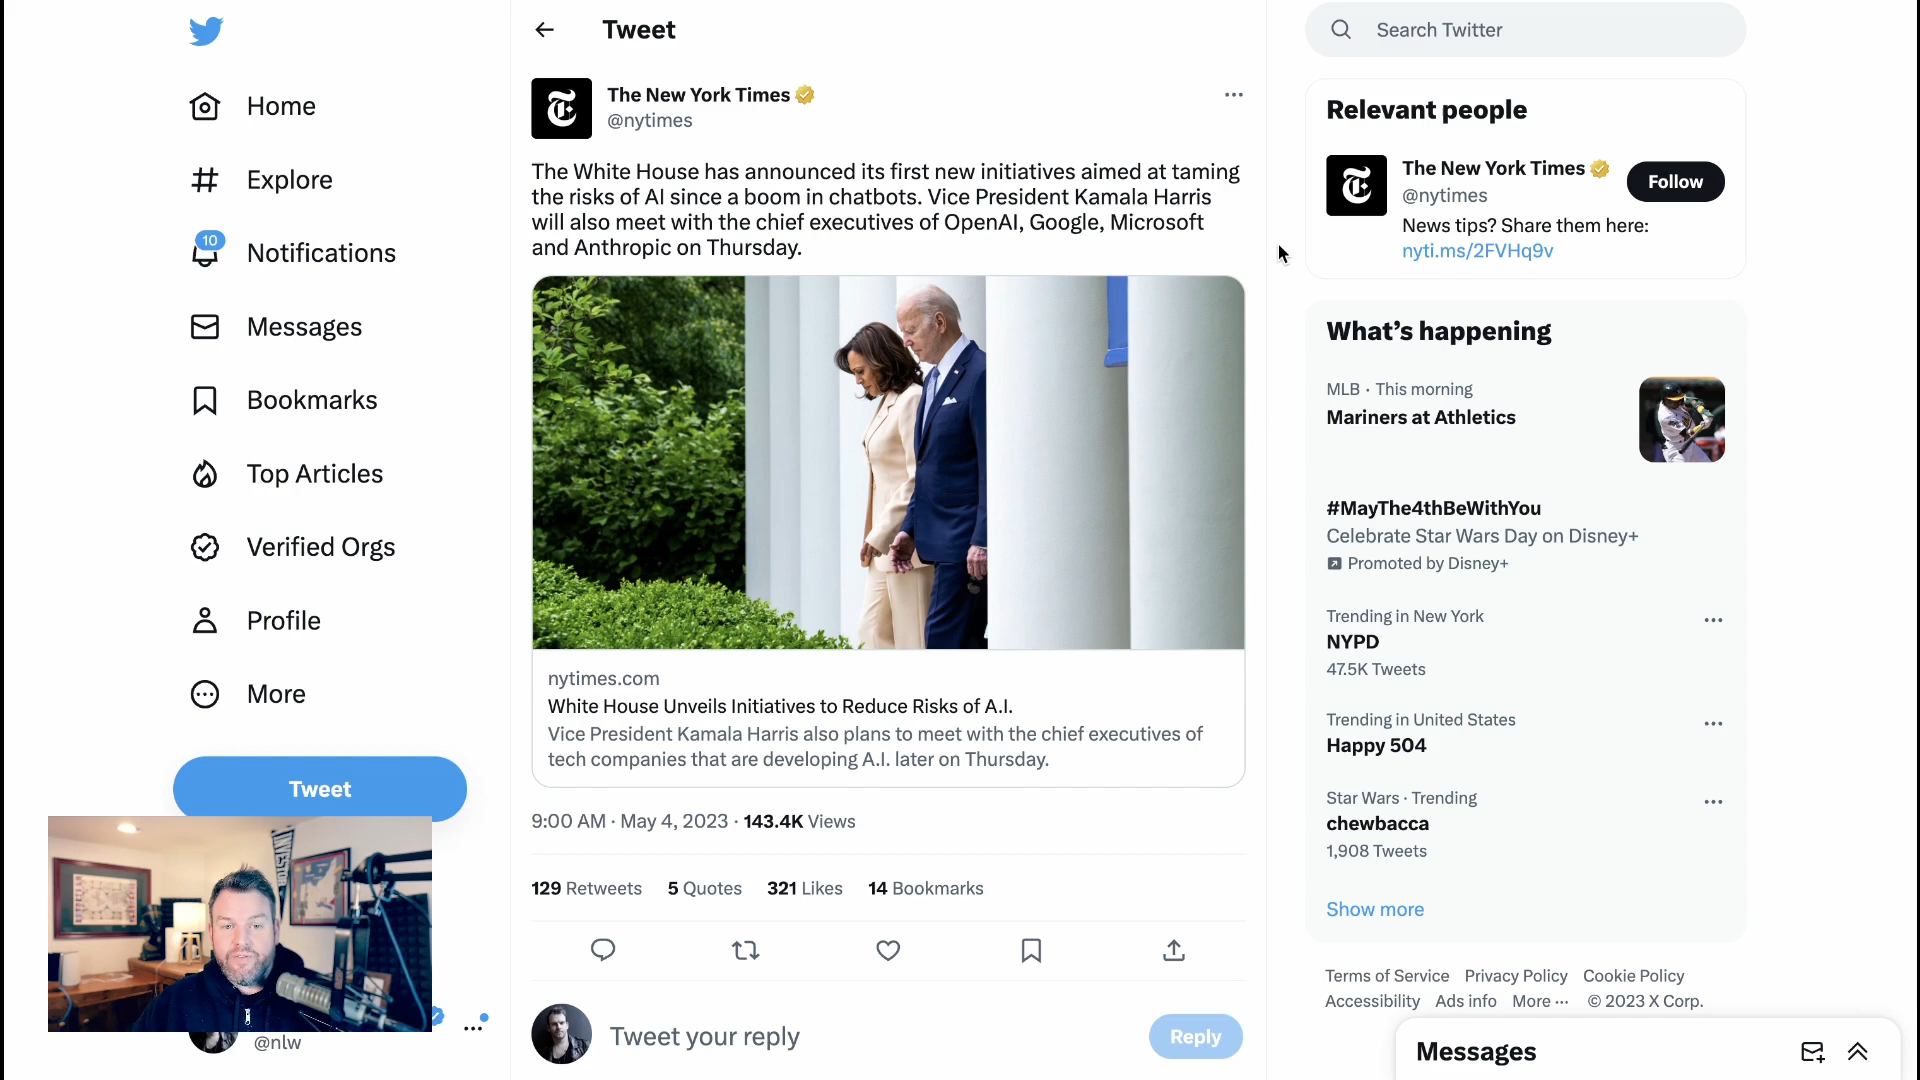 Home
Explore
10
Notifications
Messages
Bookmarks
Top Articles
Verified Orgs
Profile
More
Tweet
@nlw
Tweet
The New York Times
@nytimes
The White House has announced its first new initiatives aimed at taming
the risks of AI since a boom in chatbots. Vice President Kamala Harris
will also meet with the chief executives of OpenAI, Google, Microsoft
and Anthropic on Thursday.
nytimes.com
White House Unveils Initiatives to Reduce Risks of A.I.
Vice President Kamala Harris also plans to meet with the chief executives of
tech companies that are developing A.I. later on Thursday.
9:00 AM · May 4, 2023 · 143.4K Views
129 Retweets 5 Quotes 321 Likes 14 Bookmarks
Tweet your reply
Reply
Search Twitter
Relevant people
The New York Times
@nytimes
Follow
News tips? Share them here:
nyti.ms/2FVHq9v
What’s happening
MLB · This morning
Mariners at Athletics
#MayThe4thBeWithYou
Celebrate Star Wars Day on Disney+
Promoted by Disney+
Trending in New York
NYPD
47.5K Tweets
Trending in United States
Happy 504
Star Wars · Trending
chewbacca
1,908 Tweets
Show more
Terms of Service Privacy Policy Cookie Policy
Accessibility Ads info More ··· © 2023 X Corp.
Messages